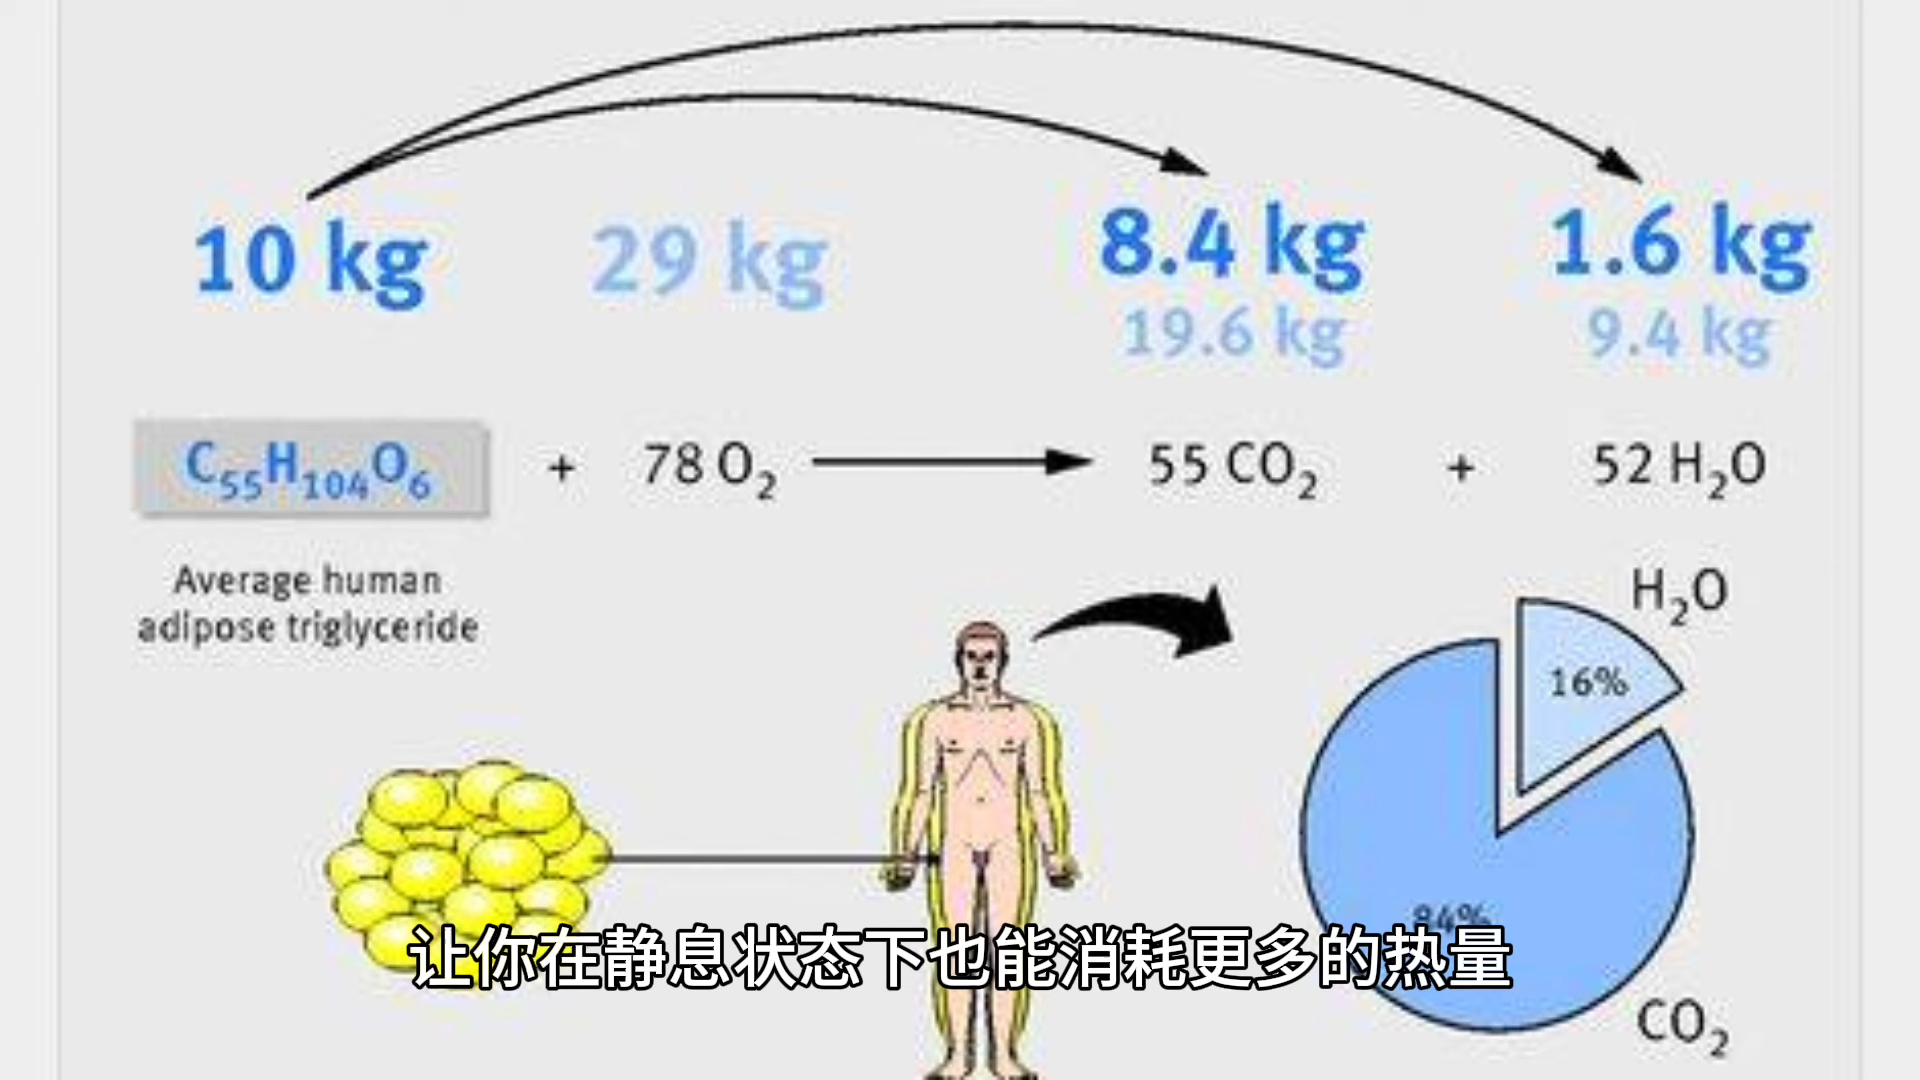 10 kg 29 kg 8.4 kg 1.6 kg
19.6 kg 9.4 kg
C₅₅H₁₀₄O₆ + 78 O₂ → 55 CO₂ + 52 H₂O
Average human
adipose triglyceride
H₂O
16%
84%
让你在静息状态下也能消耗更多的热量
CO₂